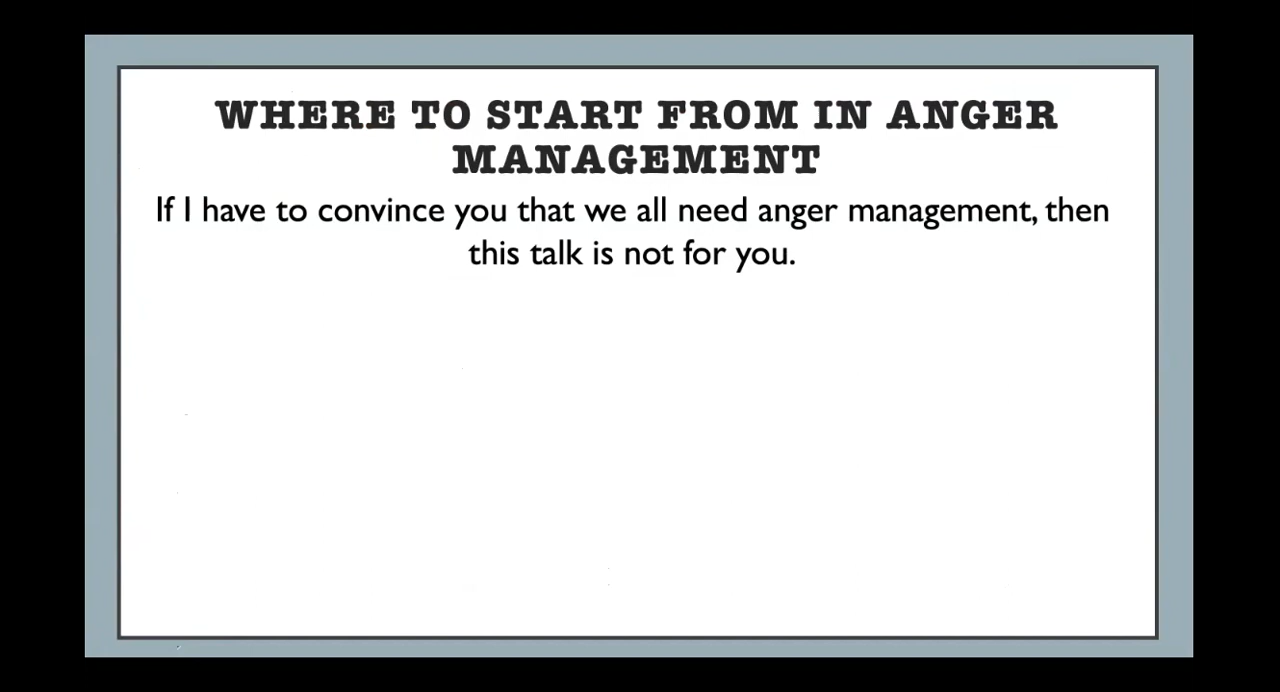 WHERE TO START FROM IN ANGER
MANAGEMENT
If I have to convince you that we all need anger management, then
this talk is not for you.